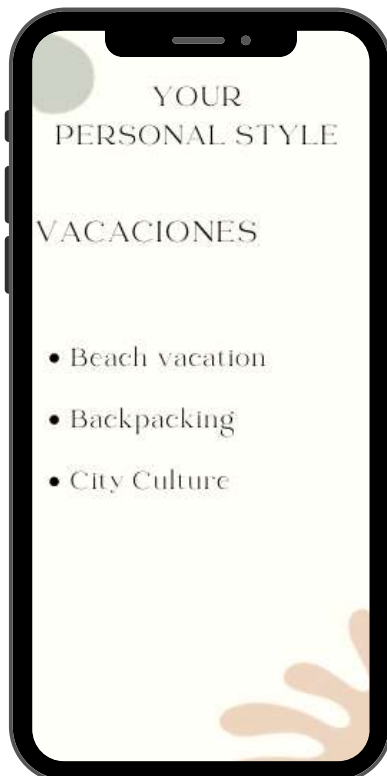 YOUR
PERSONAL STYLE
VACACIONES
• Beach vacation
• Backpacking
• City Culture